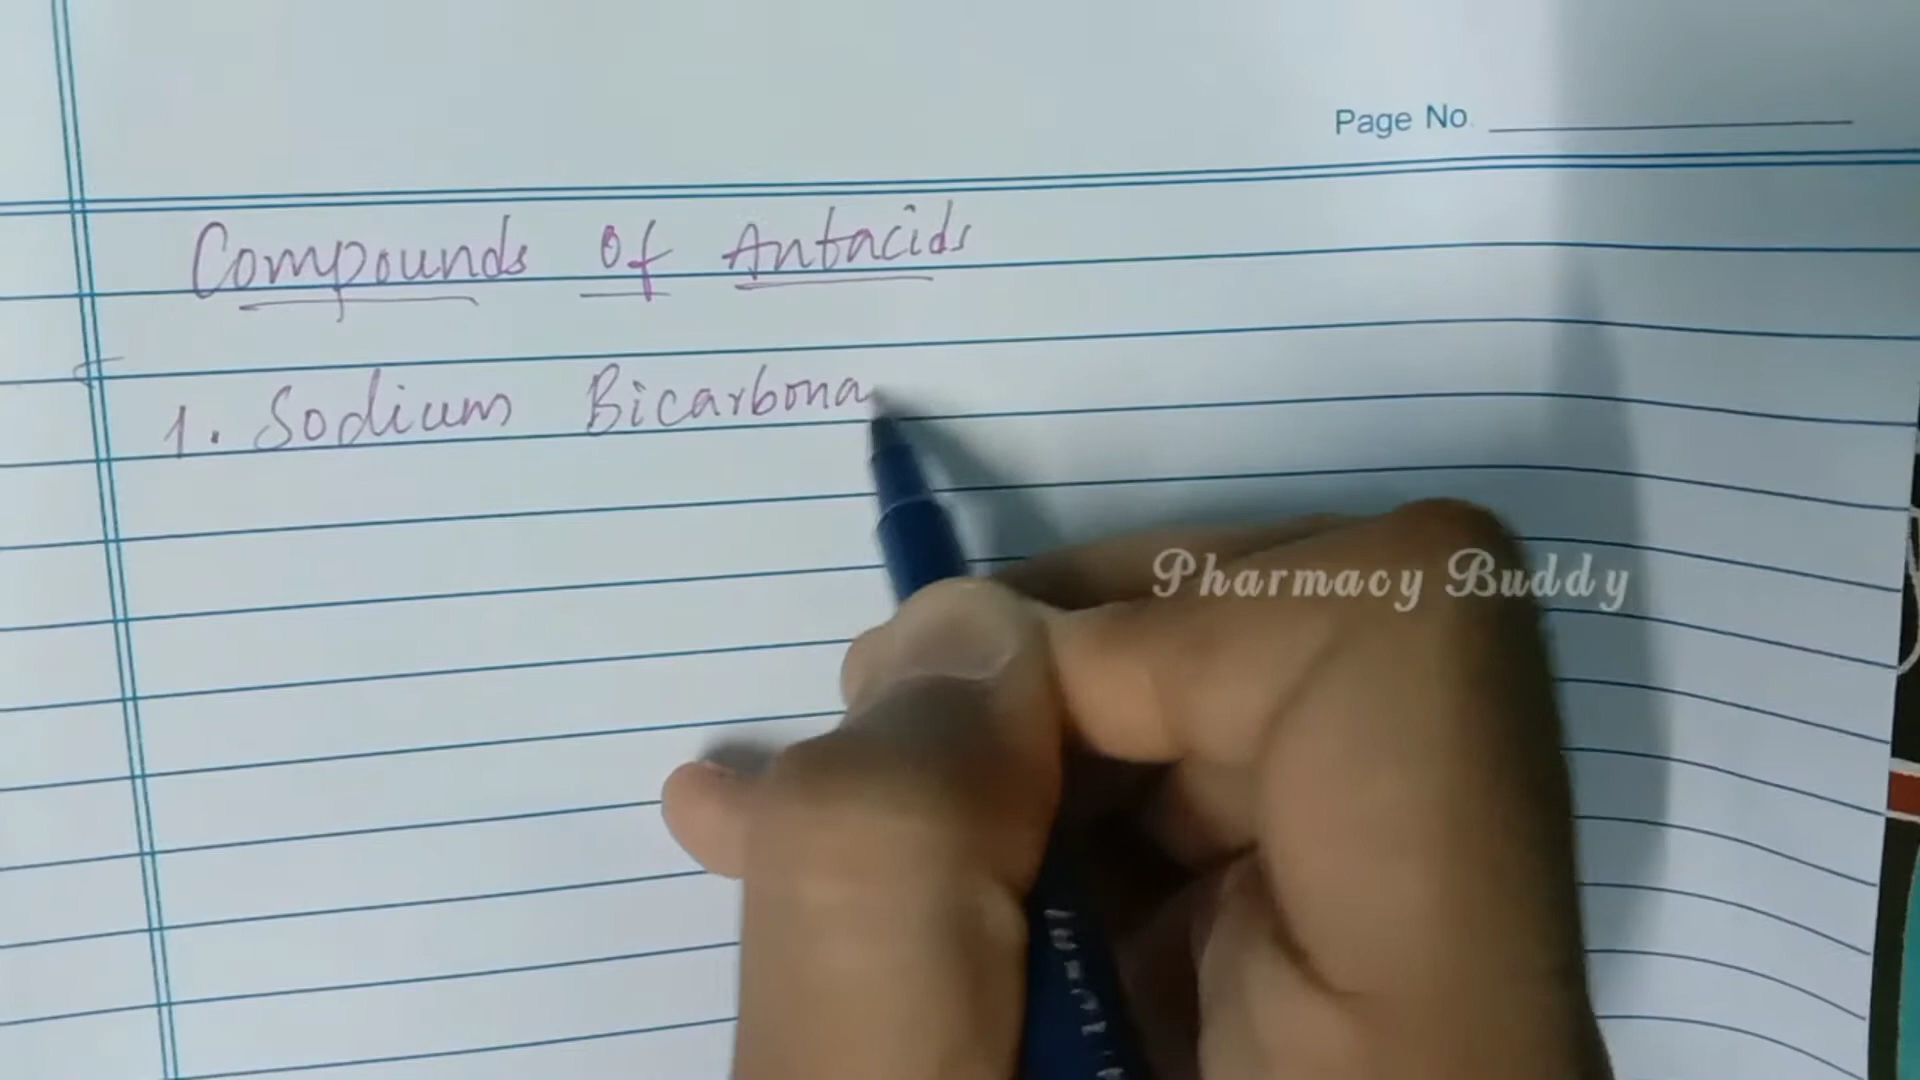 Page No.
Compounds Of Antacids
1. Sodium Bicarbona
Pharmacy Buddy